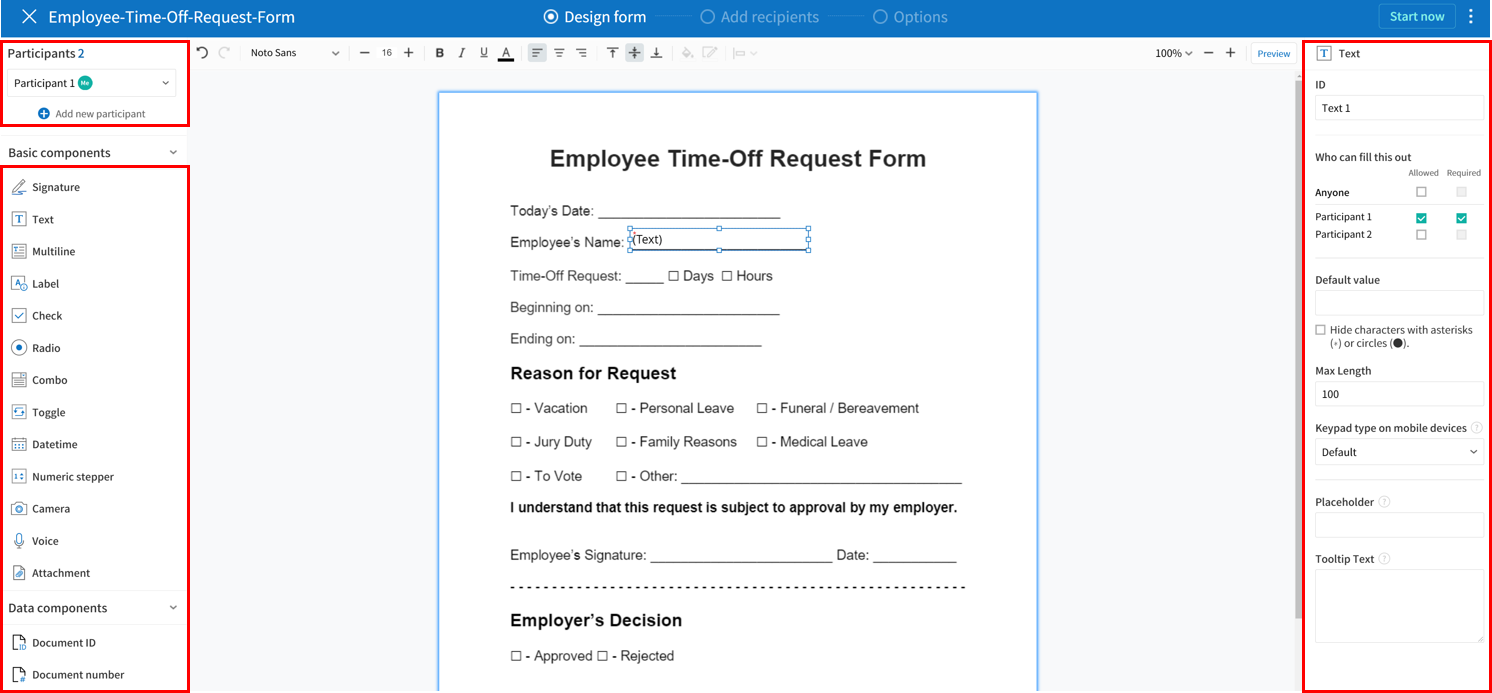 Employee-Time-Off-Request-Form
Design form
Add recipients
Options
Start now
Participants 2
Participant 1 Me
Add new participant
Basic components
Signature
Text
Multiline
Label
Check
Radio
Combo
Toggle
Datetime
Numeric stepper
Camera
Voice
Attachment
Data components
Document ID
Document number
Noto Sans
16
B I U A
100%
Preview
Employee Time-Off Request Form
Today's Date: ________________________
Employee's Name: (Text)
Time-Off Request: _____ ☐ Days ☐ Hours
Beginning on: ________________________
Ending on: ________________________
Reason for Request
☐ - Vacation ☐ - Personal Leave ☐ - Funeral / Bereavement
☐ - Jury Duty ☐ - Family Reasons ☐ - Medical Leave
☐ - To Vote ☐ - Other: _____________________________________
I understand that this request is subject to approval by my employer.
Employee's Signature: ________________________ Date: ___________
- - - - - - - - - - - - - - - - - - - - - - - - - - - - - - - - - - - - - - - - - - - - - - - - - - - - - -
Employer's Decision
☐ - Approved ☐ - Rejected
Text
ID
Text 1
Who can fill this out
Allowed Required
Anyone
Participant 1
Participant 2
Default value
Hide characters with asterisks
(*) or circles (●).
Max Length
100
Keypad type on mobile devices ?
Default
Placeholder ?
Tooltip Text ?